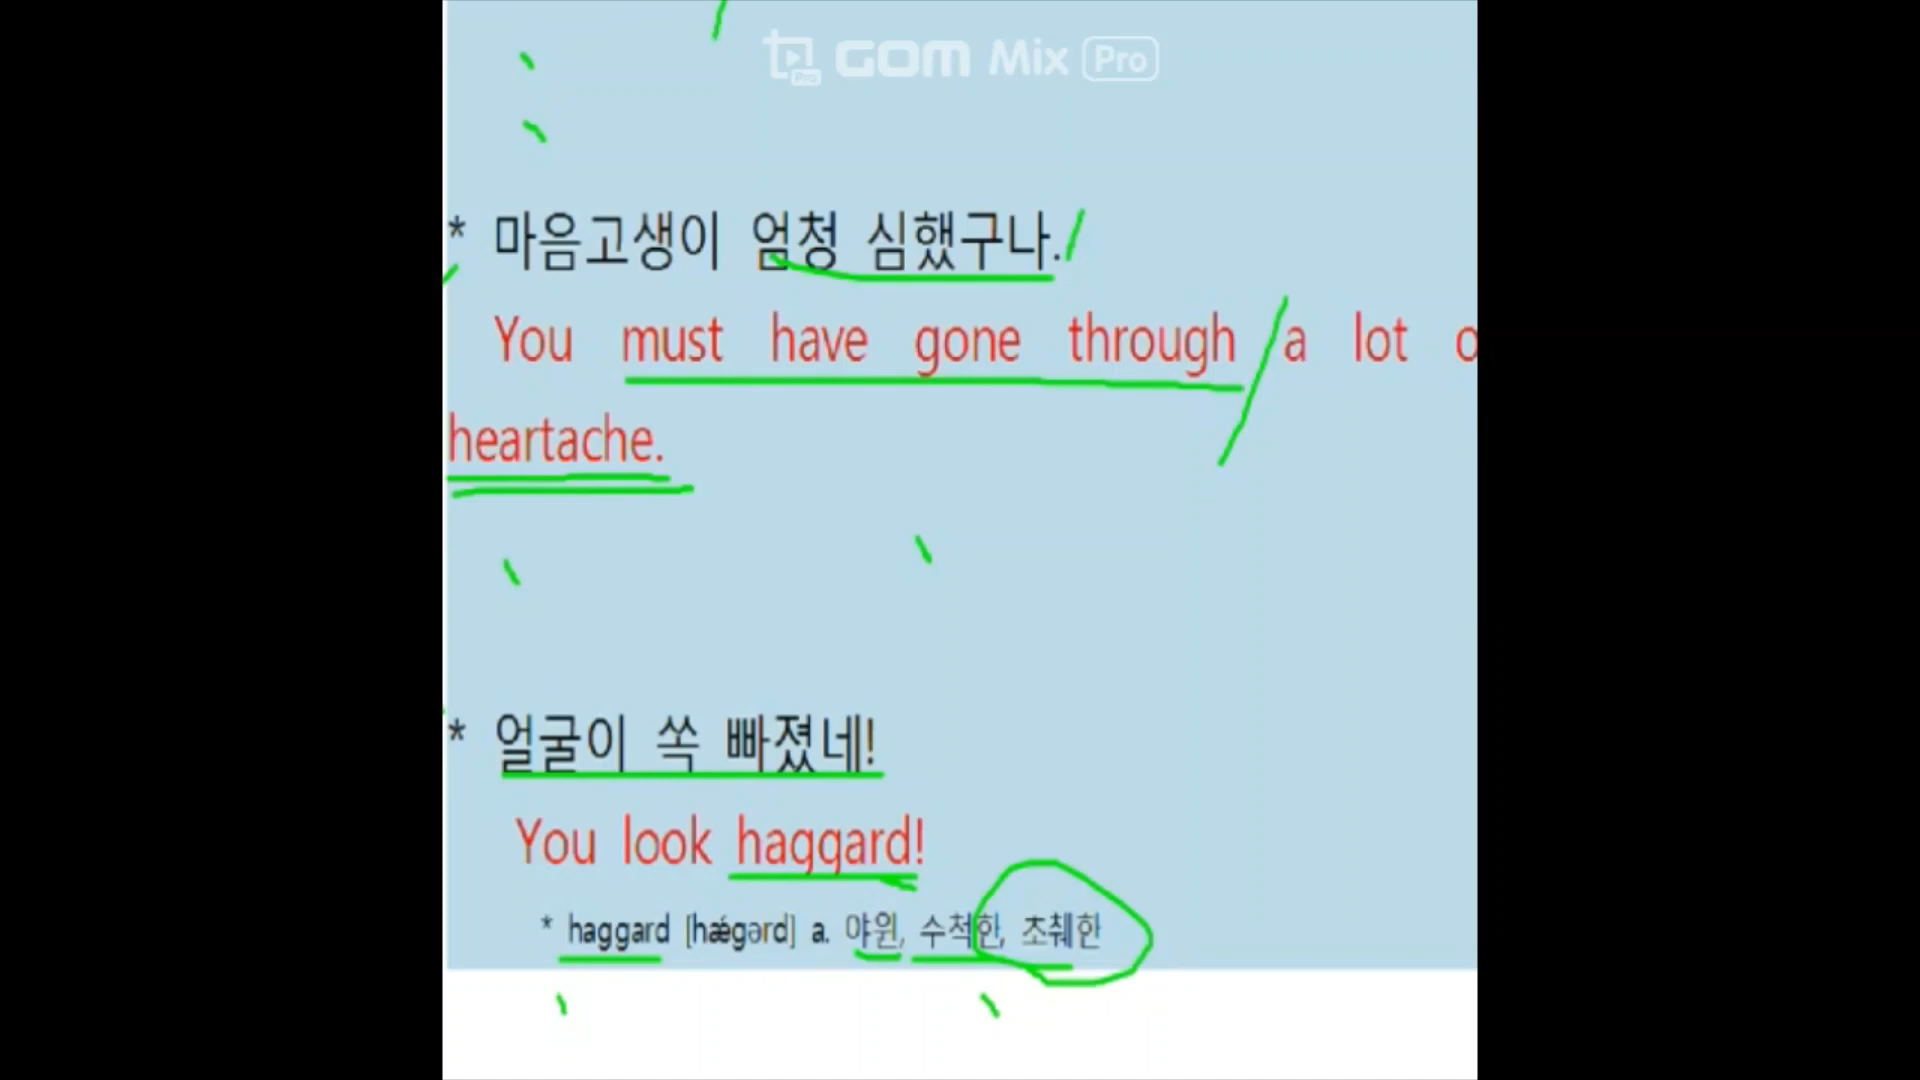 GOM Mix Pro
* 마음고생이 엄청 심했구나.
You must have gone through a lot o
heartache.
* 얼굴이 쏙 빠졌네!
You look haggard!
* haggard [hǽgərd] a. 야윈, 수척한, 초췌한